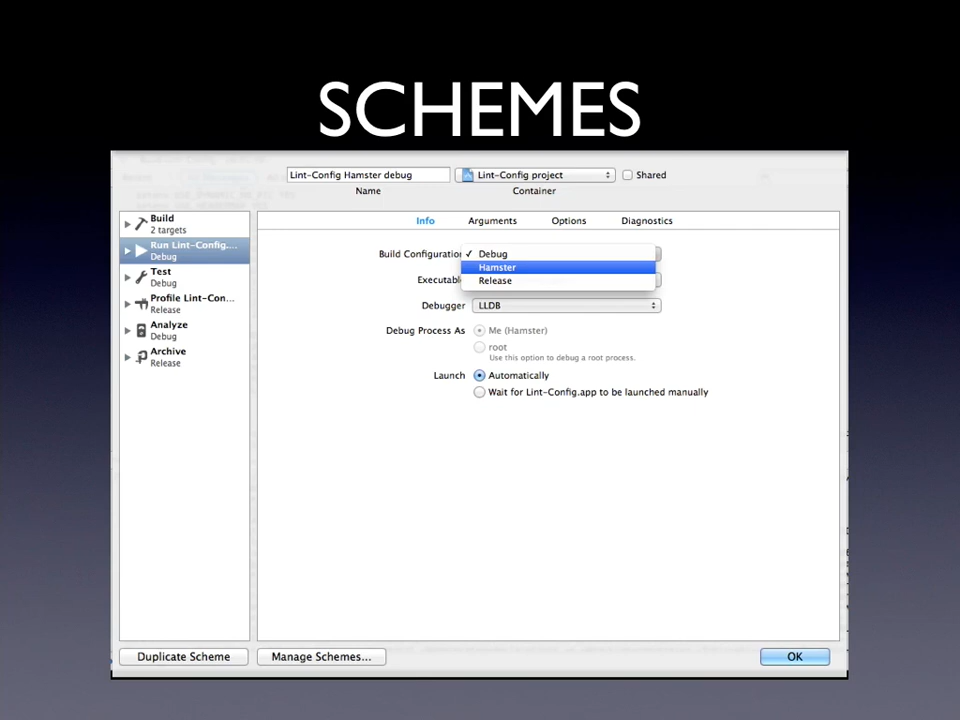 SCHEMES
Lint-Config Hamster debug
Lint-Config project
Shared
Name
Container
Build
2 targets
Run Lint-Config....
Debug
Test
Debug
Profile Lint-Con...
Release
Analyze
Debug
Archive
Release
Info Arguments Options Diagnostics
Build Configuratio ✓ Debug
Hamster
Release
Executabl
Debugger LLDB
Debug Process As Me (Hamster)
root
Use this option to debug a root process.
Launch Automatically
Wait for Lint-Config.app to be launched manually
Duplicate Scheme
Manage Schemes...
OK